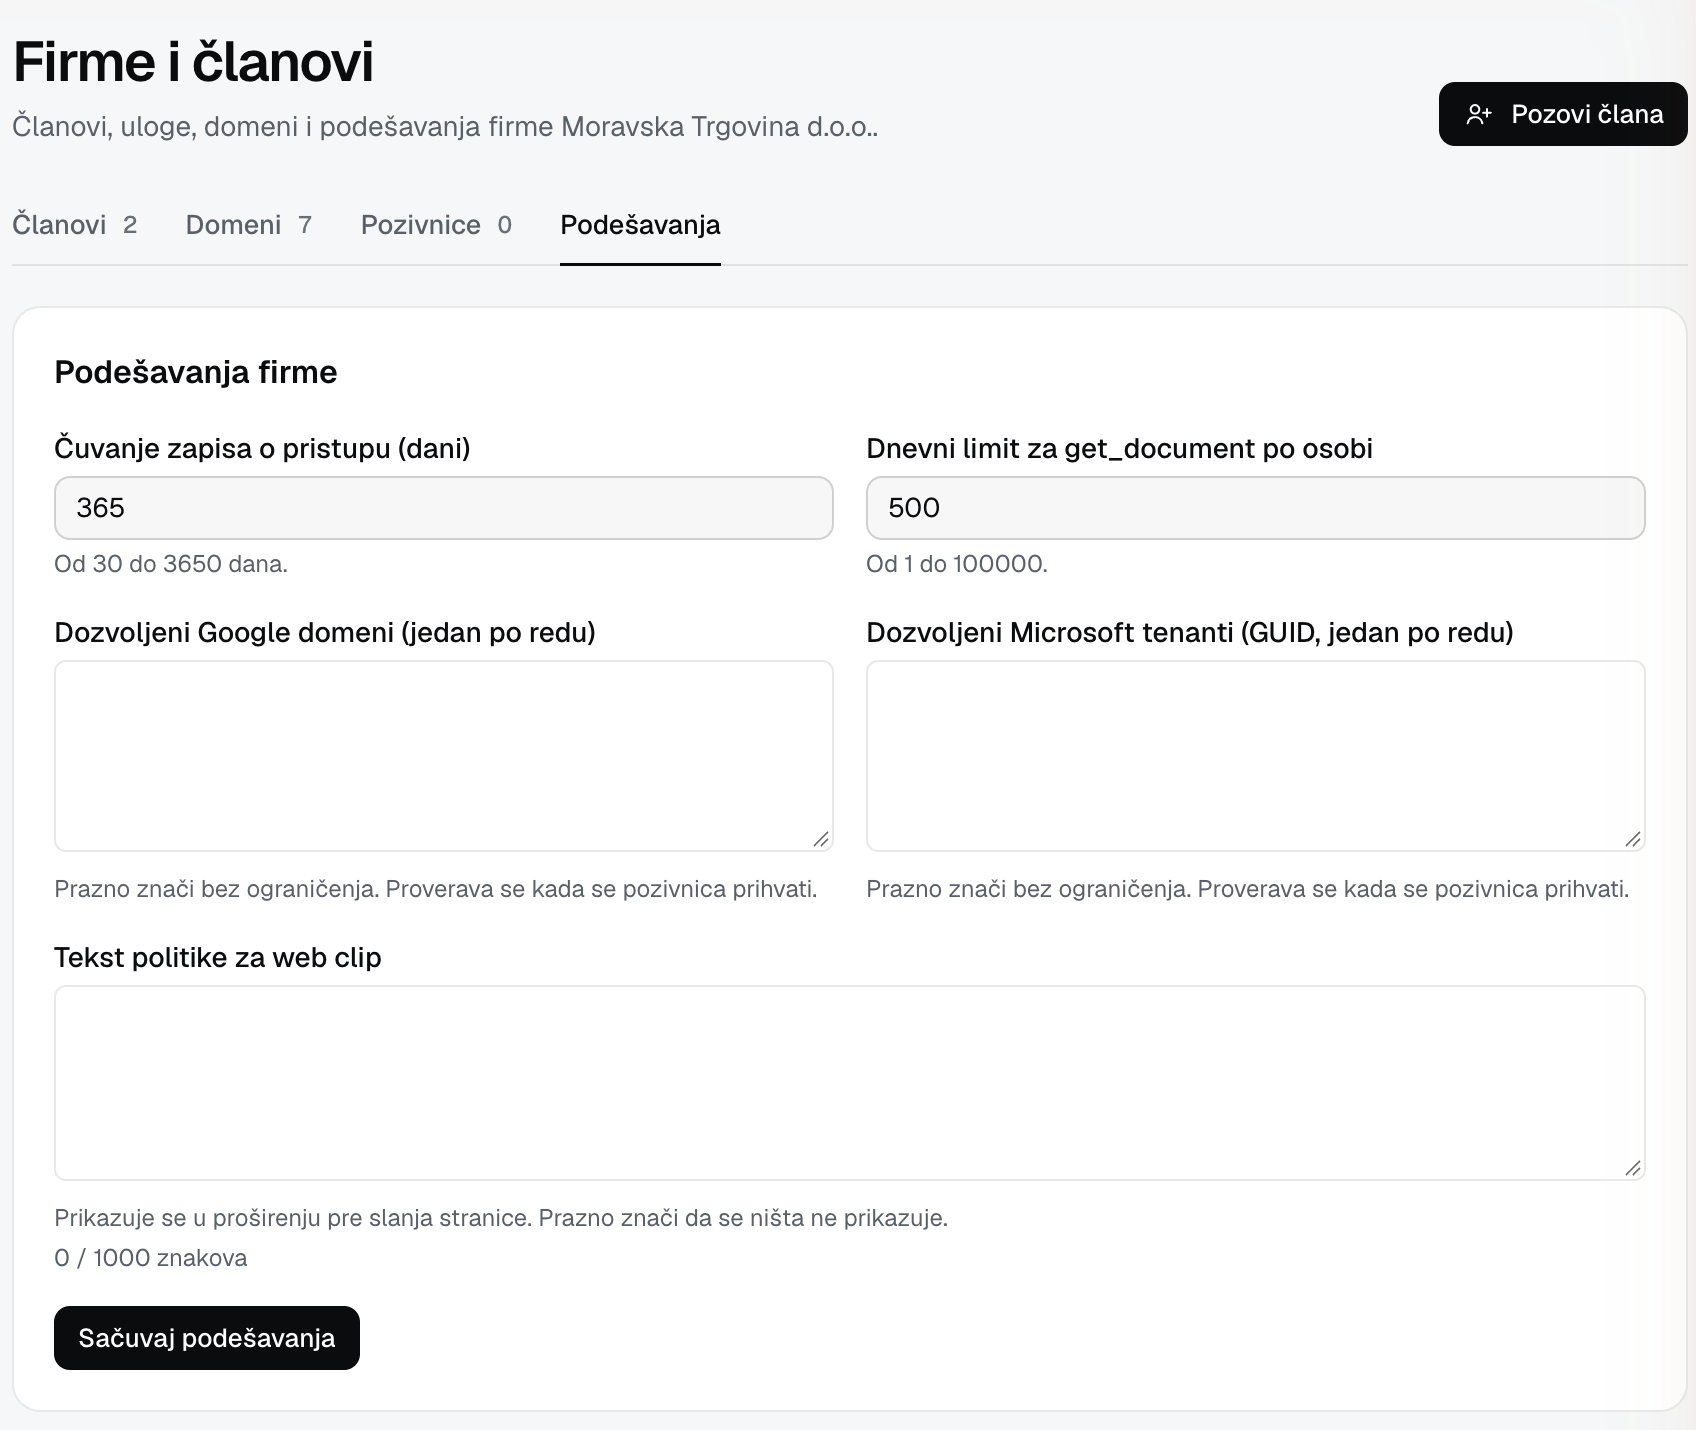 Firme i članovi
Članovi, uloge, domeni i podešavanja firme Moravska Trgovina d.o.o..
Pozovi člana
Članovi 2 Domeni 7 Pozivnice 0 Podešavanja
Podešavanja firme
Čuvanje zapisa o pristupu (dani)
365
Od 30 do 3650 dana.
Dnevni limit za get_document po osobi
500
Od 1 do 100000.
Dozvoljeni Google domeni (jedan po redu)
Prazno znači bez ograničenja. Proverava se kada se pozivnica prihvati.
Dozvoljeni Microsoft tenanti (GUID, jedan po redu)
Prazno znači bez ograničenja. Proverava se kada se pozivnica prihvati.
Tekst politike za web clip
Prikazuje se u proširenju pre slanja stranice. Prazno znači da se ništa ne prikazuje.
0 / 1000 znakova
Sačuvaj podešavanja